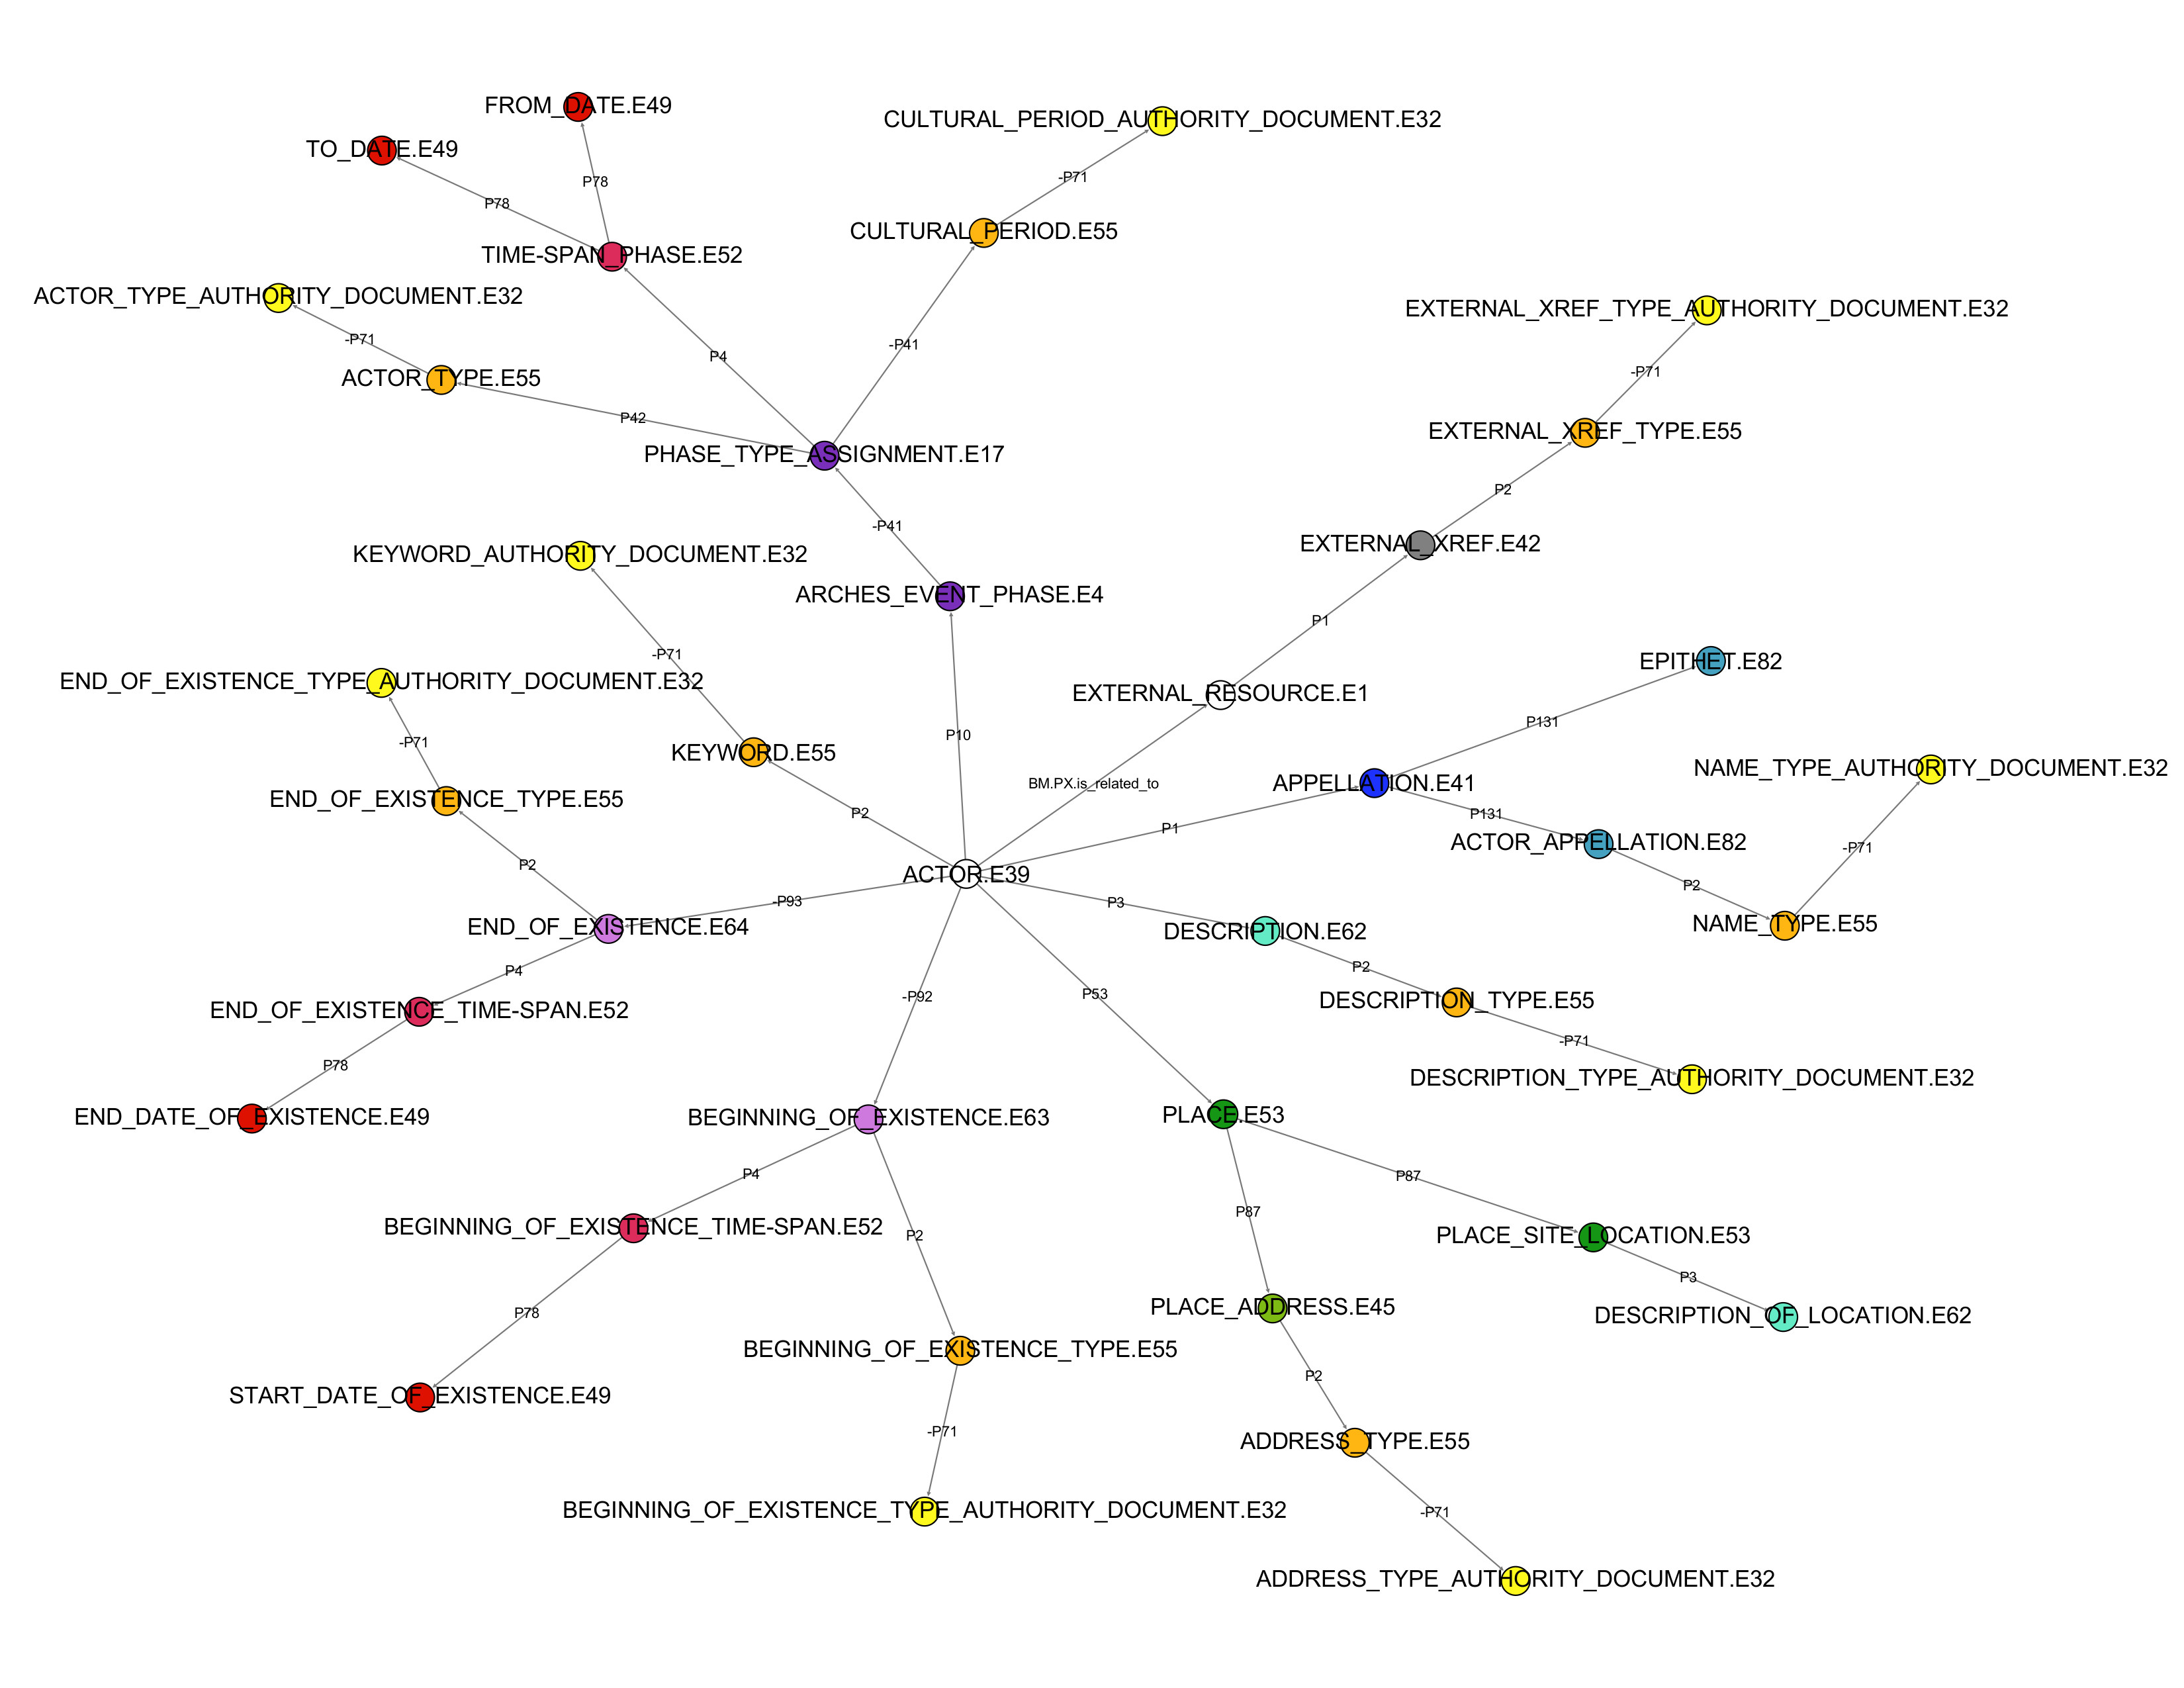 FROM_DATE.E49
CULTURAL_PERIOD_AUTHORITY_DOCUMENT.E32
TO_DATE.E49
P78
-P71
P78
CULTURAL_PERIOD.E55
TIME-SPAN_PHASE.E52
ACTOR_TYPE_AUTHORITY_DOCUMENT.E32
EXTERNAL_XREF_TYPE_AUTHORITY_DOCUMENT.E32
-P71
-P41
P4
-P71
ACTOR_TYPE.E55
P42
EXTERNAL_XREF_TYPE.E55
PHASE_TYPE_ASSIGNMENT.E17
P2
-P41
EXTERNAL_XREF.E42
KEYWORD_AUTHORITY_DOCUMENT.E32
ARCHES_EVENT_PHASE.E4
P1
-P71
EPITHET.E82
END_OF_EXISTENCE_TYPE_AUTHORITY_DOCUMENT.E32
EXTERNAL_RESOURCE.E1
P131
P10
-P71
KEYWORD.E55
NAME_TYPE_AUTHORITY_DOCUMENT.E32
BM.PX.is_related_to
APPELLATION.E41
END_OF_EXISTENCE_TYPE.E55
P2
P131
P1
ACTOR_APPELLATION.E82
-P71
P2
ACTOR.E39
P2
-P93
P3
NAME_TYPE.E55
END_OF_EXISTENCE.E64
DESCRIPTION.E62
P4
P2
-P92
P53
DESCRIPTION_TYPE.E55
END_OF_EXISTENCE_TIME-SPAN.E52
-P71
P78
DESCRIPTION_TYPE_AUTHORITY_DOCUMENT.E32
END_DATE_OF_EXISTENCE.E49
BEGINNING_OF_EXISTENCE.E63
PLACE.E53
P4
P87
P87
BEGINNING_OF_EXISTENCE_TIME-SPAN.E52
P2
PLACE_SITE_LOCATION.E53
P3
P78
PLACE_ADDRESS.E45
DESCRIPTION_OF_LOCATION.E62
BEGINNING_OF_EXISTENCE_TYPE.E55
P2
START_DATE_OF_EXISTENCE.E49
-P71
ADDRESS_TYPE.E55
BEGINNING_OF_EXISTENCE_TYPE_AUTHORITY_DOCUMENT.E32
-P71
ADDRESS_TYPE_AUTHORITY_DOCUMENT.E32